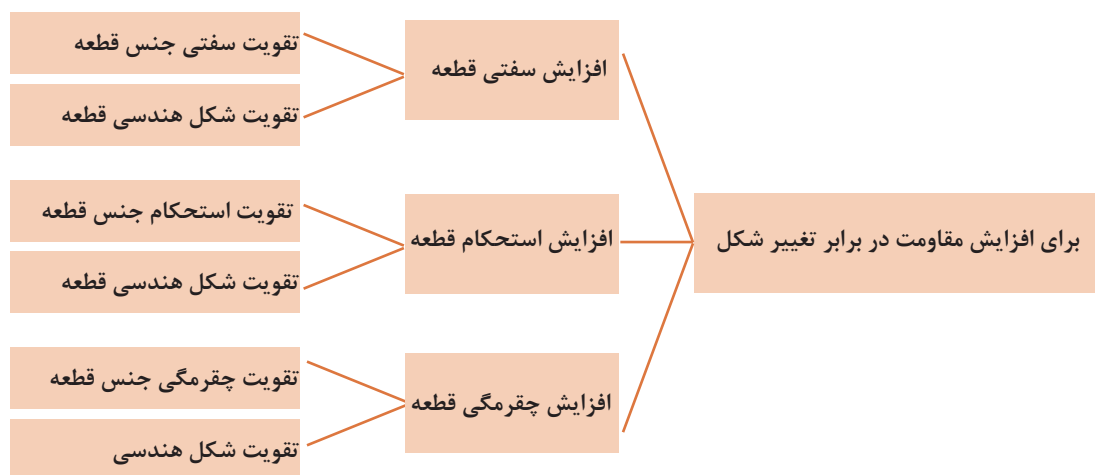 برای افزایش مقاومت در برابر تغییر شکل
افزایش سفتی قطعه
تقویت سفتی جنس قطعه
تقویت شکل هندسی قطعه
افزایش استحکام قطعه
تقویت استحکام جنس قطعه
تقویت شکل هندسی قطعه
افزایش چقرمگی قطعه
تقویت چقرمگی جنس قطعه
تقویت شکل هندسی